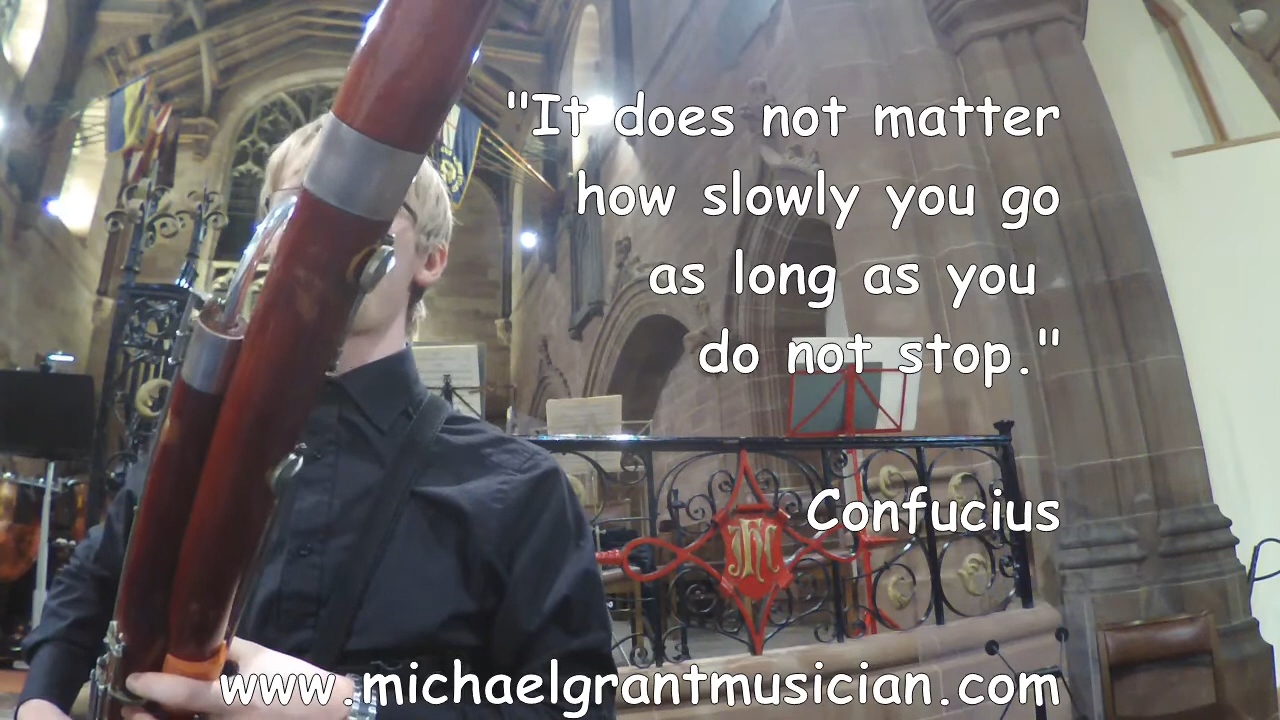 "It does not matter
how slowly you go
as long as you
do not stop."
Confucius
IHC
www.michaelgrantmusician.com